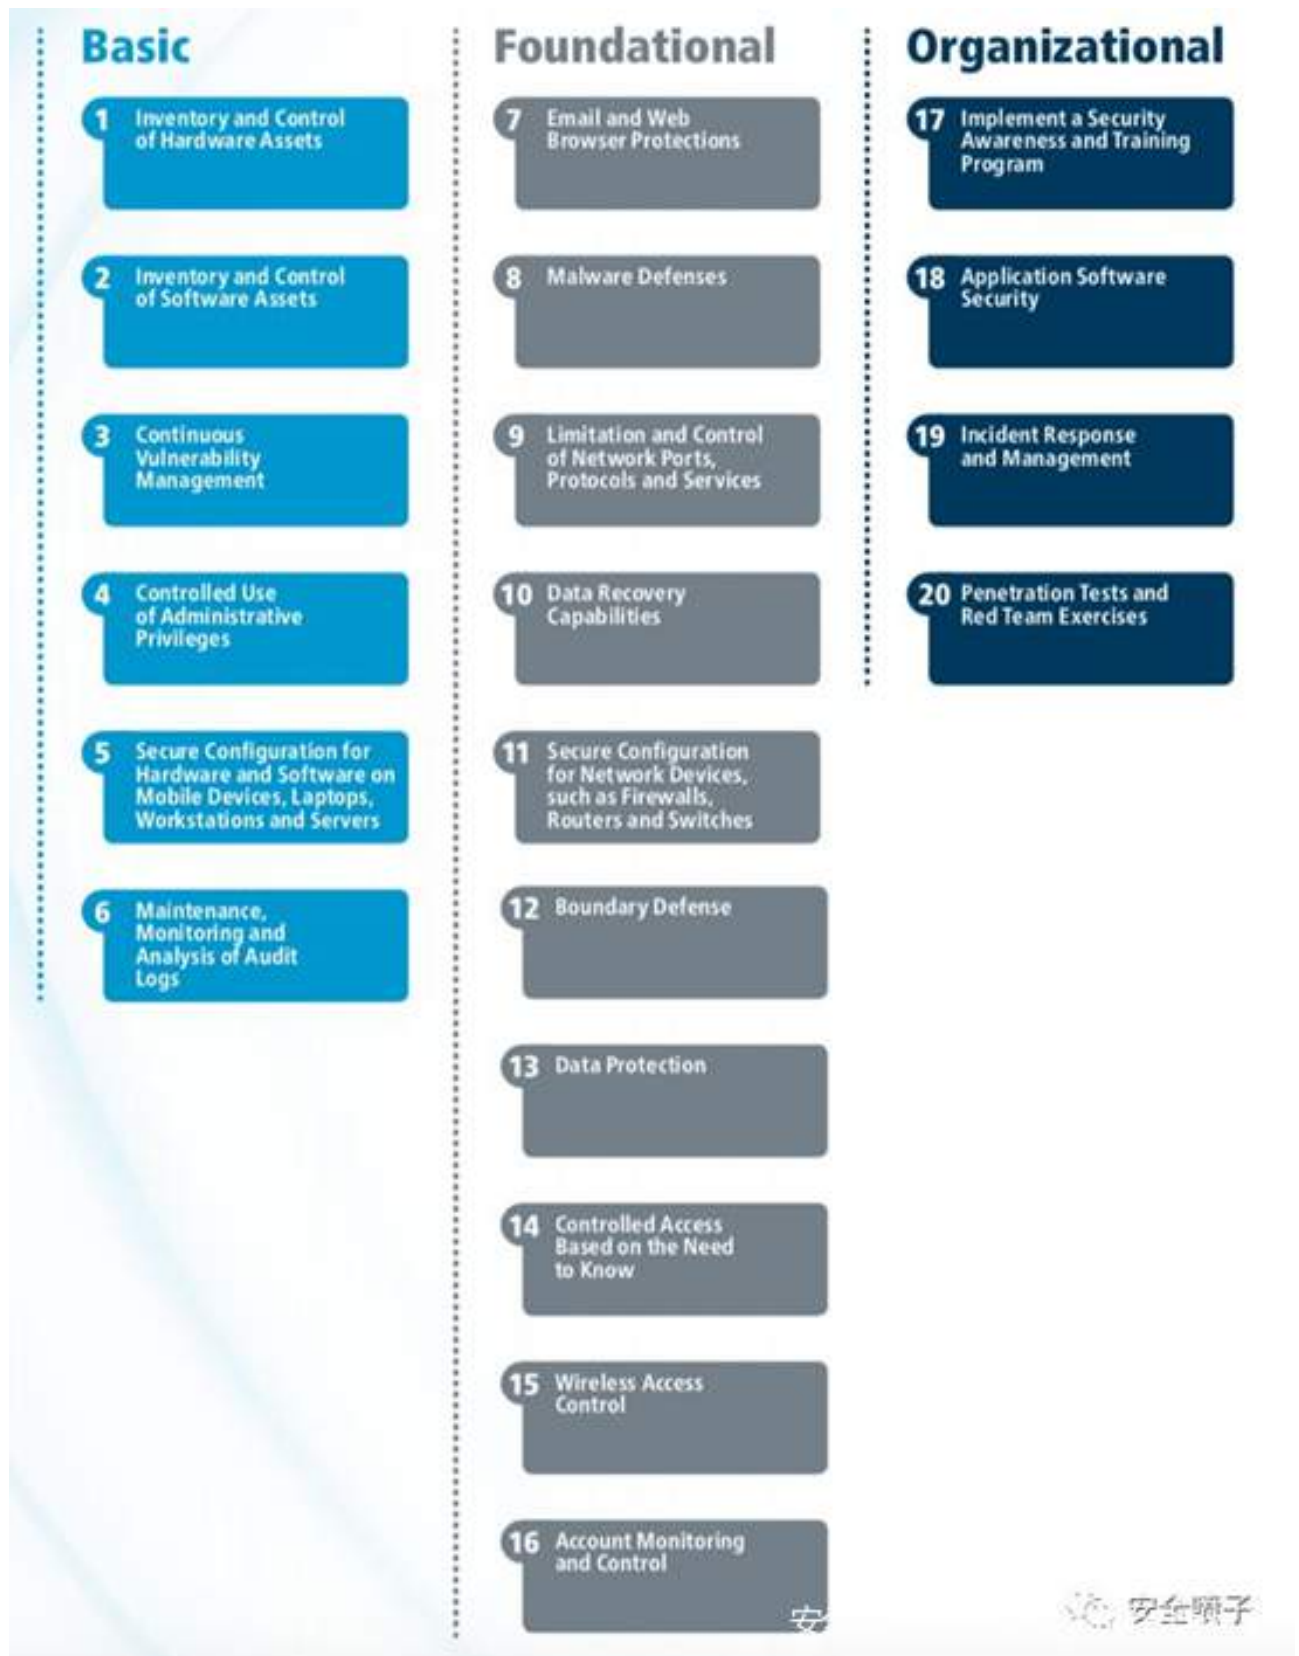 Basic
1
Inventory and Control
of Hardware Assets
2
Inventory and Control
of Software Assets
3
Continuous
Vulnerability
Management
4
Controlled Use
of Administrative
Privileges
5
Secure Configuration for
Hardware and Software on
Mobile Devices, Laptops,
Workstations and Servers
6
Maintenance,
Monitoring and
Analysis of Audit
Logs
Foundational
7
Email and Web
Browser Protections
8
Malware Defenses
9
Limitation and Control
of Network Ports,
Protocols and Services
10
Data Recovery
Capabilities
11
Secure Configuration
for Network Devices,
such as Firewalls,
Routers and Switches
12
Boundary Defense
13
Data Protection
14
Controlled Access
Based on the Need
to Know
15
Wireless Access
Control
16
Account Monitoring
and Control
Organizational
17
Implement a Security
Awareness and Training
Program
18
Application Software
Security
19
Incident Response
and Management
20
Penetration Tests and
Red Team Exercises
安全喷子